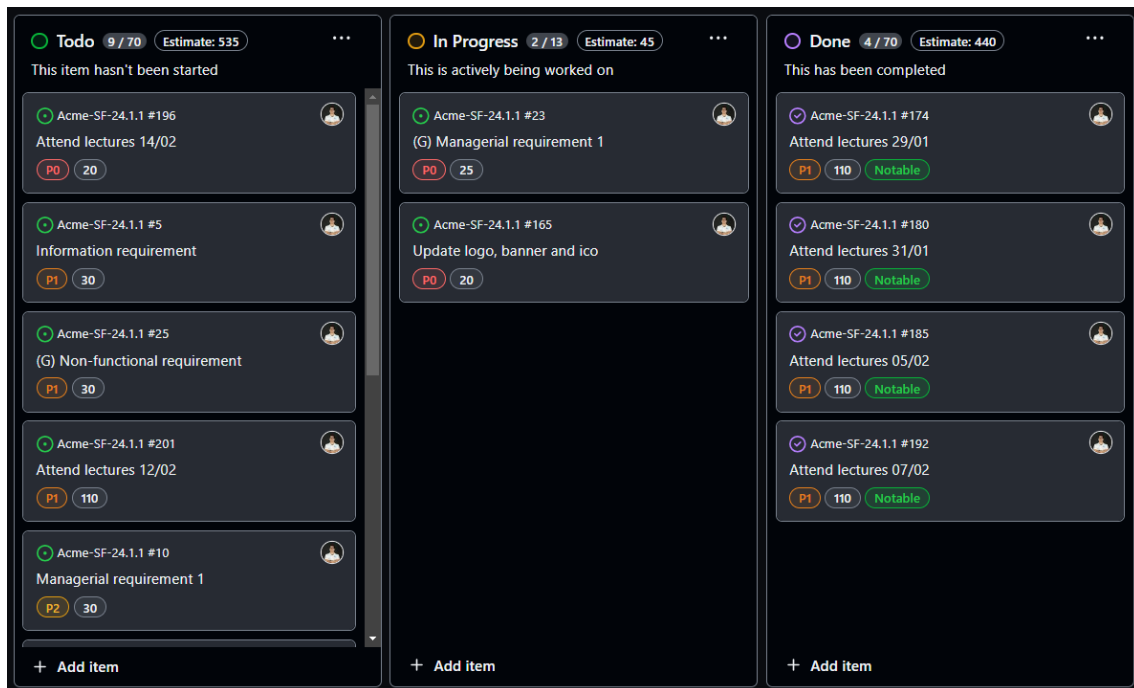 Todo 9 / 70 Estimate: 535 ...
This item hasn't been started
Acme-SF-24.1.1 #196
Attend lectures 14/02
P0 20
Acme-SF-24.1.1 #5
Information requirement
P1 30
Acme-SF-24.1.1 #25
(G) Non-functional requirement
P1 30
Acme-SF-24.1.1 #201
Attend lectures 12/02
P1 110
Acme-SF-24.1.1 #10
Managerial requirement 1
P2 30
+ Add item
In Progress 2 / 13 Estimate: 45 ...
This is actively being worked on
Acme-SF-24.1.1 #23
(G) Managerial requirement 1
P0 25
Acme-SF-24.1.1 #165
Update logo, banner and ico
P0 20
+ Add item
Done 4 / 70 Estimate: 440 ...
This has been completed
Acme-SF-24.1.1 #174
Attend lectures 29/01
P1 110 Notable
Acme-SF-24.1.1 #180
Attend lectures 31/01
P1 110 Notable
Acme-SF-24.1.1 #185
Attend lectures 05/02
P1 110 Notable
Acme-SF-24.1.1 #192
Attend lectures 07/02
P1 110 Notable
+ Add item